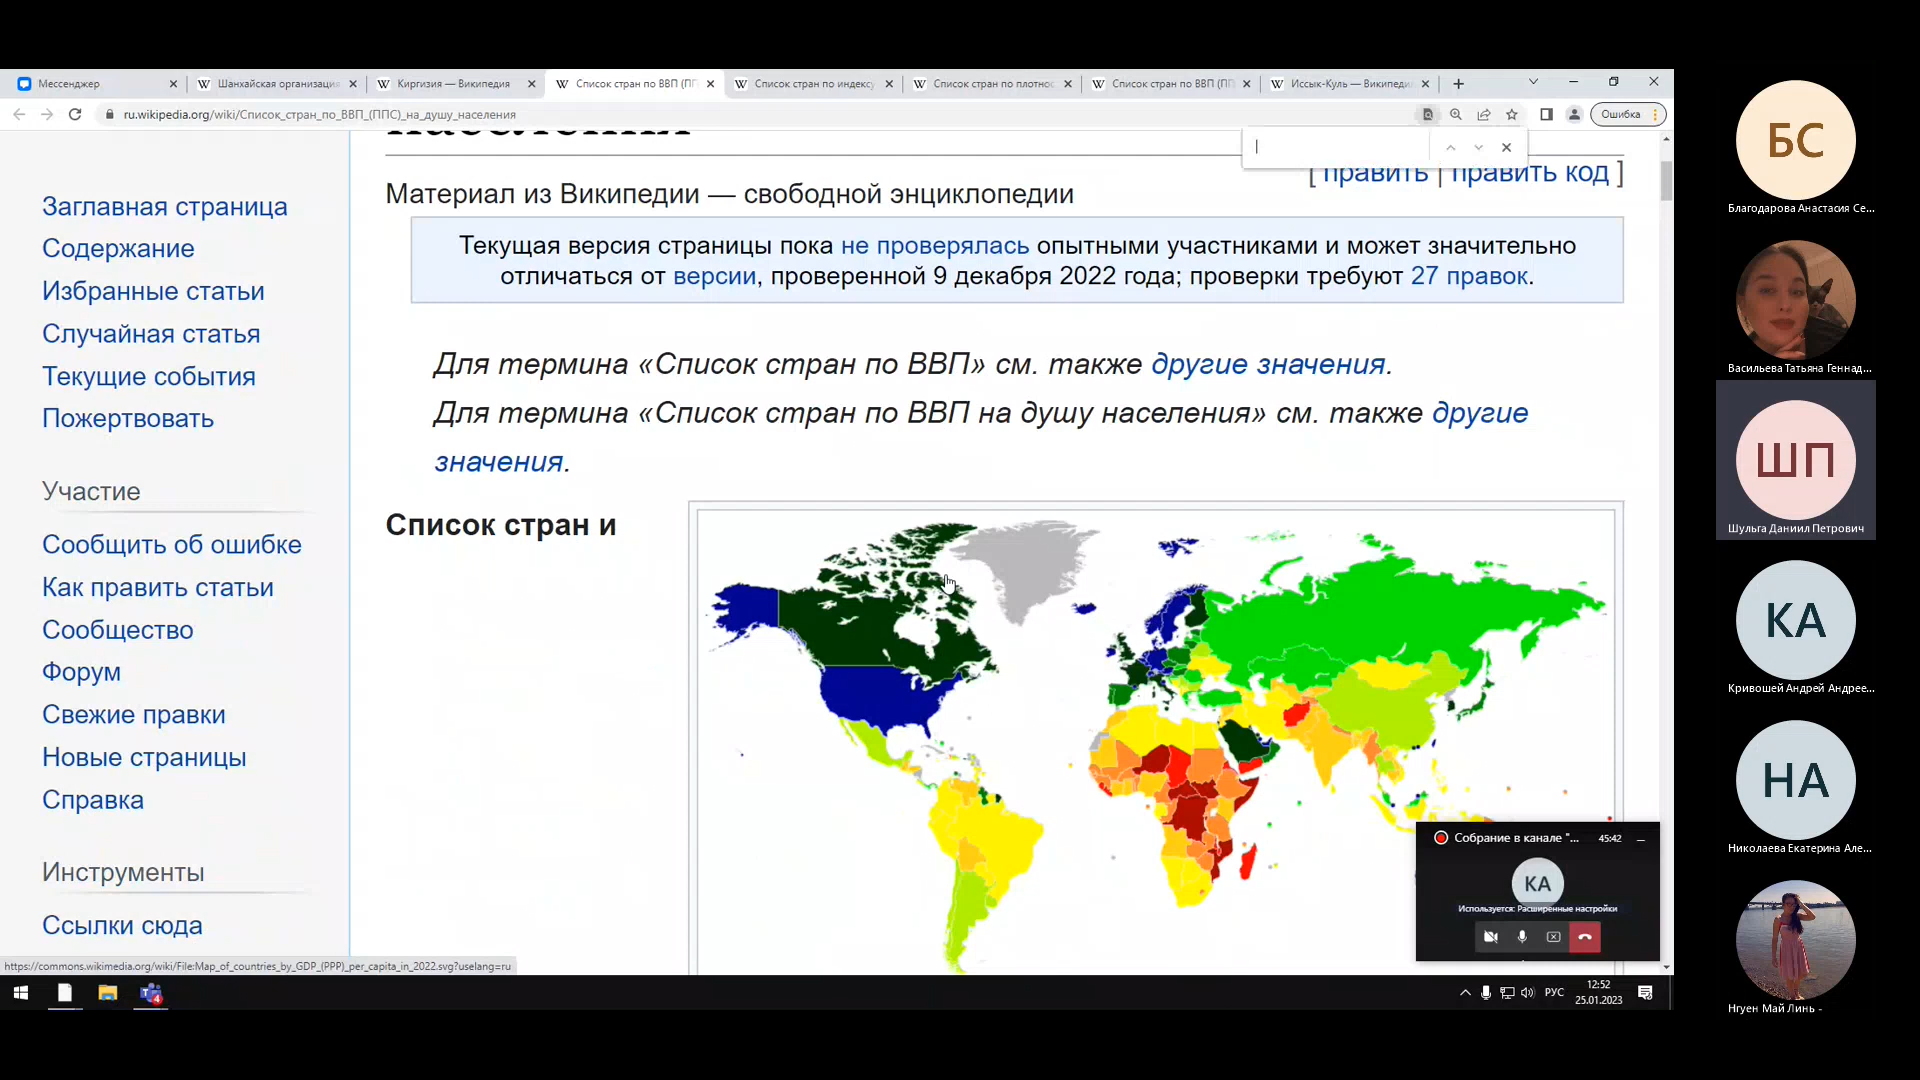 Мессенджер
Шанхайская организация
Киргизия — Википедия
Список стран по ВВП (ПП
Список стран по индексу
Список стран по плотнос
Список стран по ВВП (ПП
Иссык-Куль — Википеди
ru.wikipedia.org/wiki/Список_стран_по_ВВП_(ППС)_на_душу_населения
Ошибка
населения
[ править | править код ]
Материал из Википедии — свободной энциклопедии
Текущая версия страницы пока не проверялась опытными участниками и может значительно
отличаться от версии, проверенной 9 декабря 2022 года; проверки требуют 27 правок.
Для термина «Список стран по ВВП» см. также другие значения.
Для термина «Список стран по ВВП на душу населения» см. также другие
значения.
Список стран и
Заглавная страница
Содержание
Избранные статьи
Случайная статья
Текущие события
Пожертвовать
Участие
Сообщить об ошибке
Как править статьи
Сообщество
Форум
Свежие правки
Новые страницы
Справка
Инструменты
Ссылки сюда
https://commons.wikimedia.org/wiki/File:Map_of_countries_by_GDP_(PPP)_per_capita_in_2022.svg?uselang=ru
Собрание в канале "...
45:42
КА
Используется: Расширенные настройки
4
РУС
12:52
25.01.2023
БС
Благодарова Анастасия Се...
Васильева Татьяна Геннад...
ШП
Шульга Даниил Петрович
КА
Кривошей Андрей Андрее...
НА
Николаева Екатерина Але...
Нгуен Май Линь -